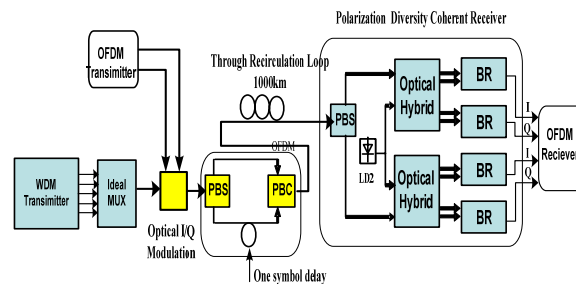 Polarization Diversity Coherent Receiver
OFDM
Transimitter
Through Recirculation Loop
1000km
Optical
Hybrid
BR
BR
PBS
LD2
I
Q
I
Q
OFDM
Reciever
Optical
Hybrid
BR
BR
WDM
Transimitter
Ideal
MUX
OFDM
PBS
PBC
Optical I/Q
Modulation
One symbol delay